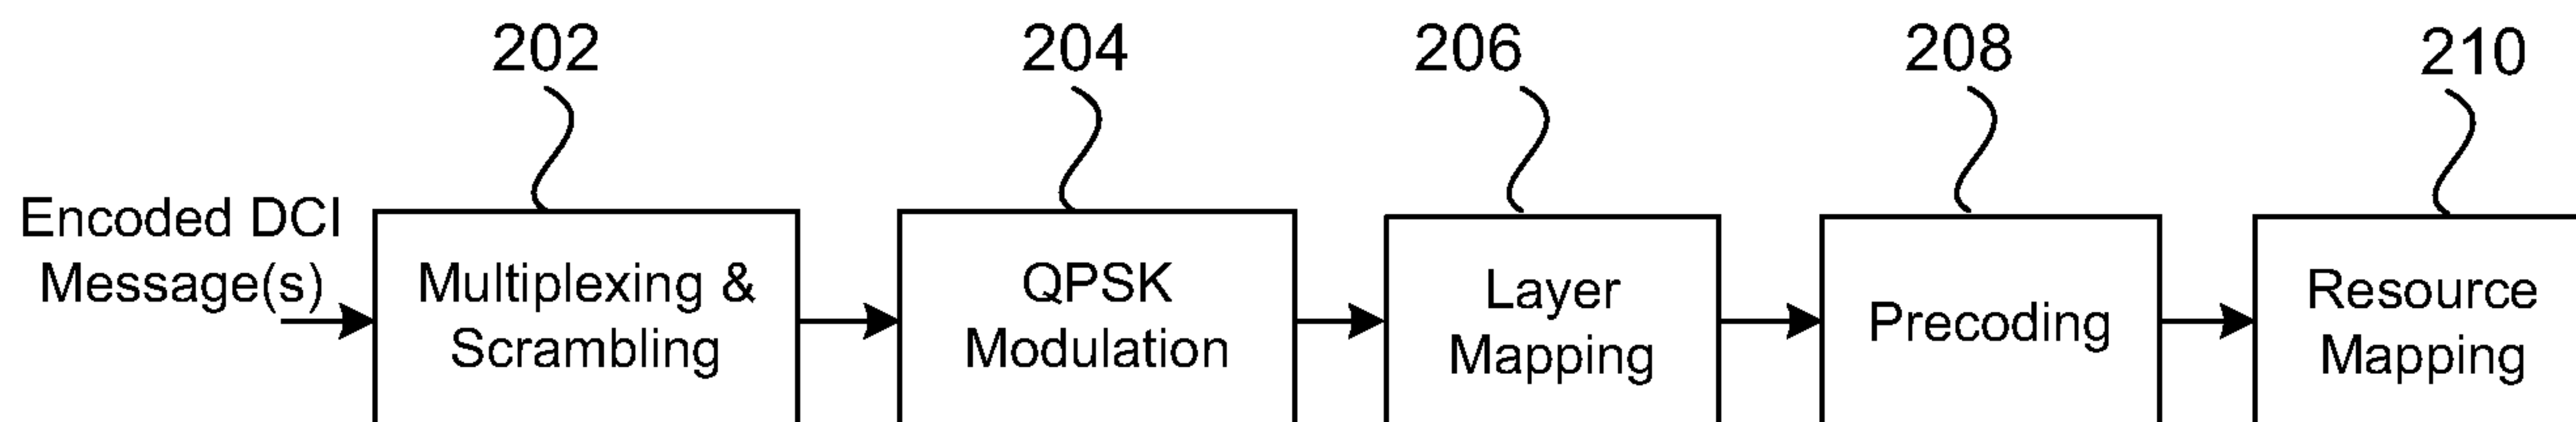 202
204
206
208
210
Encoded DCI
Message(s)
Multiplexing &
Scrambling
QPSK
Modulation
Layer
Mapping
Precoding
Resource
Mapping